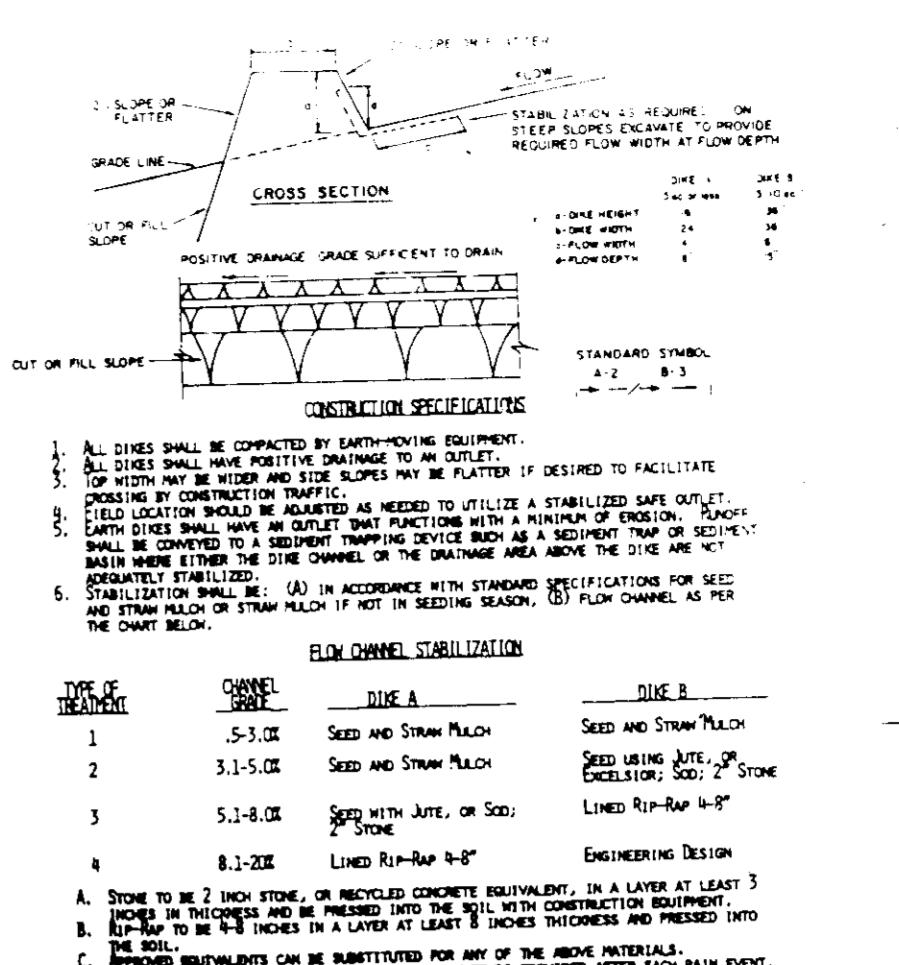 SLOPE OR FLATTER
FLOW
SLOPE OR
FLATTER
STABILIZATION AS REQUIRED ON
STEEP SLOPES EXCAVATE TO PROVIDE
REQUIRED FLOW WIDTH AT FLOW DEPTH
GRADE LINE
CROSS SECTION
CUT OR FILL
SLOPE
DIKE DIKE B
5 ac or less
a-DIKE HEIGHT 36"
b-DIKE WIDTH 24 36
c-FLOW WIDTH 4 6
d-FLOW DEPTH 8"
POSITIVE DRAINAGE GRADE SUFFICENT TO DRAIN
CUT OR FILL SLOPE
STANDARD SYMBOL
A-2 B-3
CONSTRUCTION SPECIFICATIONS
1. ALL DIKES SHALL BE COMPACTED BY EARTH-MOVING EQUIPMENT.
2. ALL DIKES SHALL HAVE POSITIVE DRAINAGE TO AN OUTLET.
3. TOP WIDTH MAY BE WIDER AND SIDE SLOPES MAY BE FLATTER IF DESIRED TO FACILITATE
CROSSING BY CONSTRUCTION TRAFFIC.
4. FIELD LOCATION SHOULD BE ADJUSTED AS NEEDED TO UTILIZE A STABILIZED SAFE OUTLET.
5. EARTH DIKES SHALL HAVE AN OUTLET THAT FUNCTIONS WITH A MINIMUM OF EROSION. RUNOFF
SHALL BE CONVEYED TO A SEDIMENT TRAPPING DEVICE SUCH AS A SEDIMENT TRAP OR SEDIMENT
BASIN WHERE EITHER THE DIKE CHANNEL OR THE DRAINAGE AREA ABOVE THE DIKE ARE NOT
ADEQUATELY STABILIZED.
6. STABILIZATION SHALL BE: (A) IN ACCORDANCE WITH STANDARD SPECIFICATIONS FOR SEED
AND STRAW MULCH OR STRAW MULCH IF NOT IN SEEDING SEASON, (B) FLOW CHANNEL AS PER
THE CHART BELOW.
FLOW CHANNEL STABILIZATION
TYPE OF TREATMENT CHANNEL GRADE DIKE A DIKE B
1 .5-3.0% SEED AND STRAW MULCH SEED AND STRAW MULCH
2 3.1-5.0% SEED AND STRAW MULCH SEED USING JUTE, OR EXCELSIOR; SOD; 2" STONE
3 5.1-8.0% SEED WITH JUTE, OR SOD; 2" STONE LINED RIP-RAP 4-8"
4 8.1-20% LINED RIP-RAP 4-8" ENGINEERING DESIGN
A. STONE TO BE 2 INCH STONE, OR RECYCLED CONCRETE EQUIVALENT, IN A LAYER AT LEAST 3
INCHES IN THICKNESS AND BE PRESSED INTO THE SOIL WITH CONSTRUCTION EQUIPMENT.
B. RIP-RAP TO BE 4-8 INCHES IN A LAYER AT LEAST 8 INCHES THICKNESS AND PRESSED INTO
THE SOIL.
C. APPROVED EQUIVALENTS CAN BE SUBSTITUTED FOR ANY OF THE ABOVE MATERIALS.
AFTER EACH RAIN EVENT.